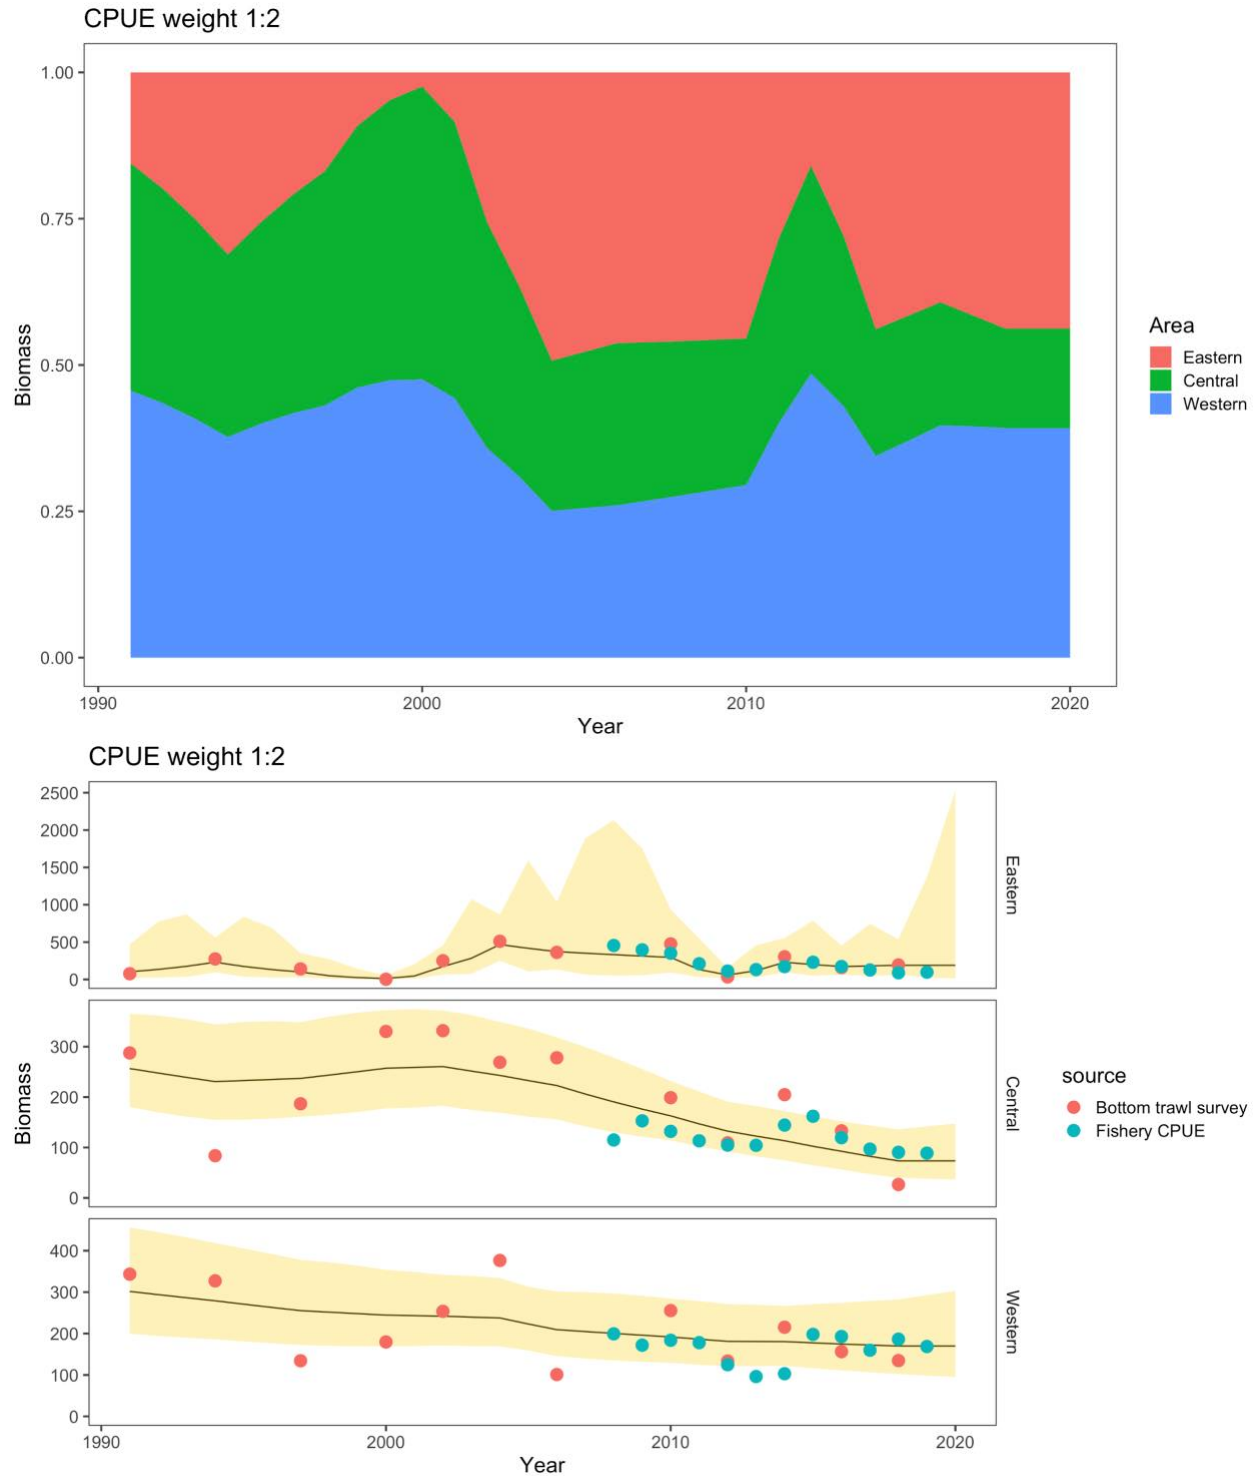 CPUE weight 1:2
1.00
0.75
0.50
0.25
0.00
Biomass
1990 2000 2010 2020
Year
Area
Eastern
Central
Western
CPUE weight 1:2
2500
2000
1500
1000
500
0
Eastern
300
200
100
0
Central
Biomass
400
300
200
100
0
Western
1990 2000 2010 2020
Year
source
Bottom trawl survey
Fishery CPUE